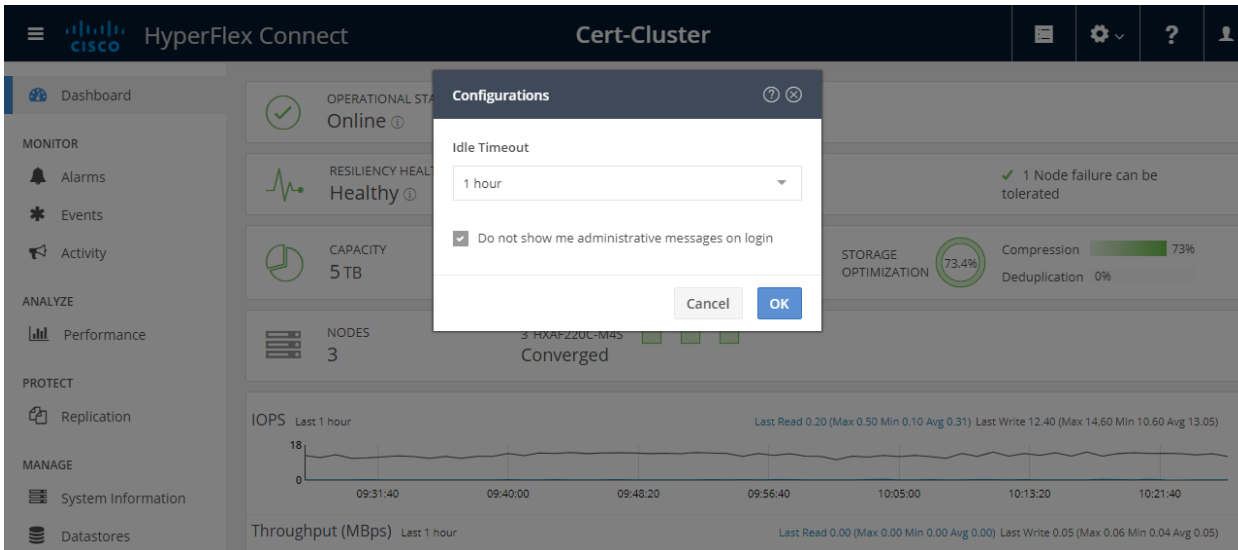 CISCO HyperFlex Connect
Cert-Cluster
?
Dashboard
MONITOR
Alarms
Events
Activity
ANALYZE
Performance
PROTECT
Replication
MANAGE
System Information
Datastores
OPERATIONAL STA
Online
RESILIENCY HEAL
Healthy
1 Node failure can be
tolerated
CAPACITY
5 TB
STORAGE
OPTIMIZATION
73.4%
Compression 73%
Deduplication 0%
NODES
3
3 HXAF220C-M4S
Converged
Configurations
Idle Timeout
1 hour
Do not show me administrative messages on login
Cancel
OK
IOPS Last 1 hour
Last Read 0.20 (Max 0.50 Min 0.10 Avg 0.31) Last Write 12.40 (Max 14.60 Min 10.60 Avg 13.05)
18
0
09:31:40 09:40:00 09:48:20 09:56:40 10:05:00 10:13:20 10:21:40
Throughput (MBps) Last 1 hour
Last Read 0.00 (Max 0.00 Min 0.00 Avg 0.00) Last Write 0.05 (Max 0.06 Min 0.04 Avg 0.05)